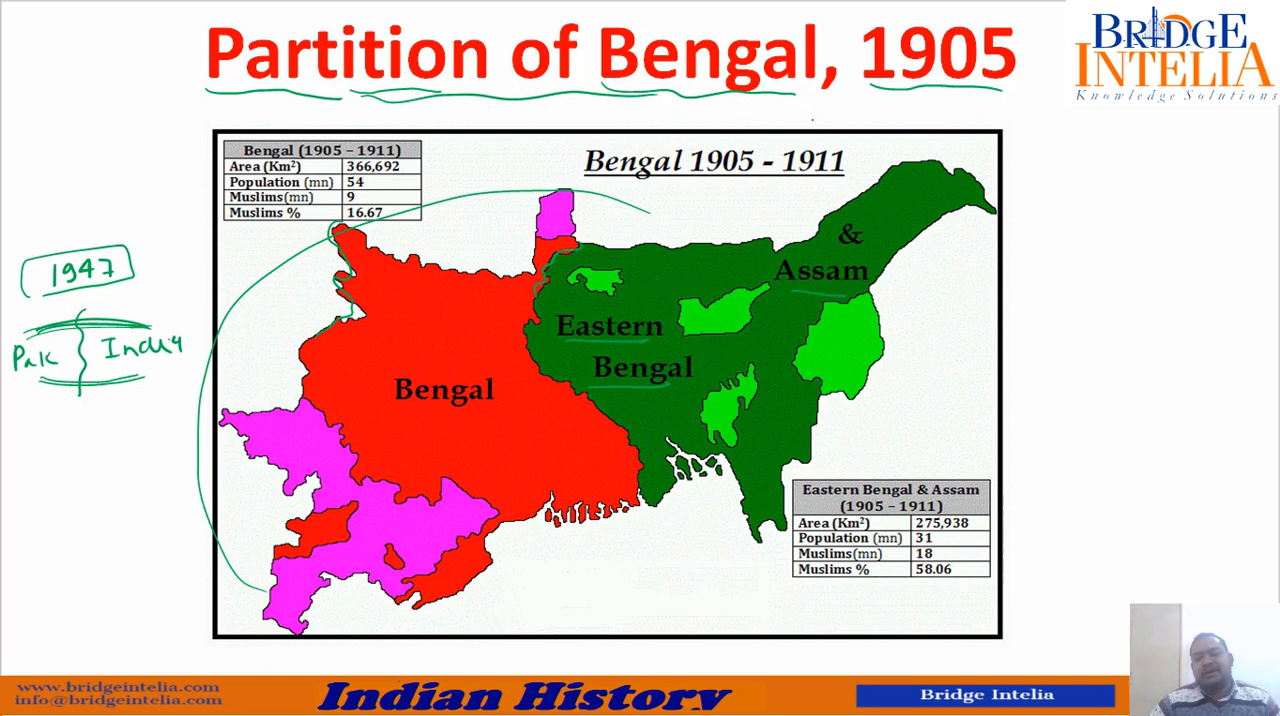 Partition of Bengal, 1905
BRIDGE
INTELIA
Knowledge Solutions
Bengal (1905 – 1911)
Area (Km²) 366,692
Population (mn) 54
Muslims(mn) 9
Muslims % 16.67
Bengal 1905 - 1911
&
Assam
Eastern
Bengal
Bengal
1947
Pak India
Eastern Bengal & Assam
(1905 – 1911)
Area (Km²) 275,938
Population (mn) 31
Muslims(mn) 18
Muslims % 58.06
www.bridgeintelia.com
info@bridgeintelia.com
Indian History
Bridge Intelia